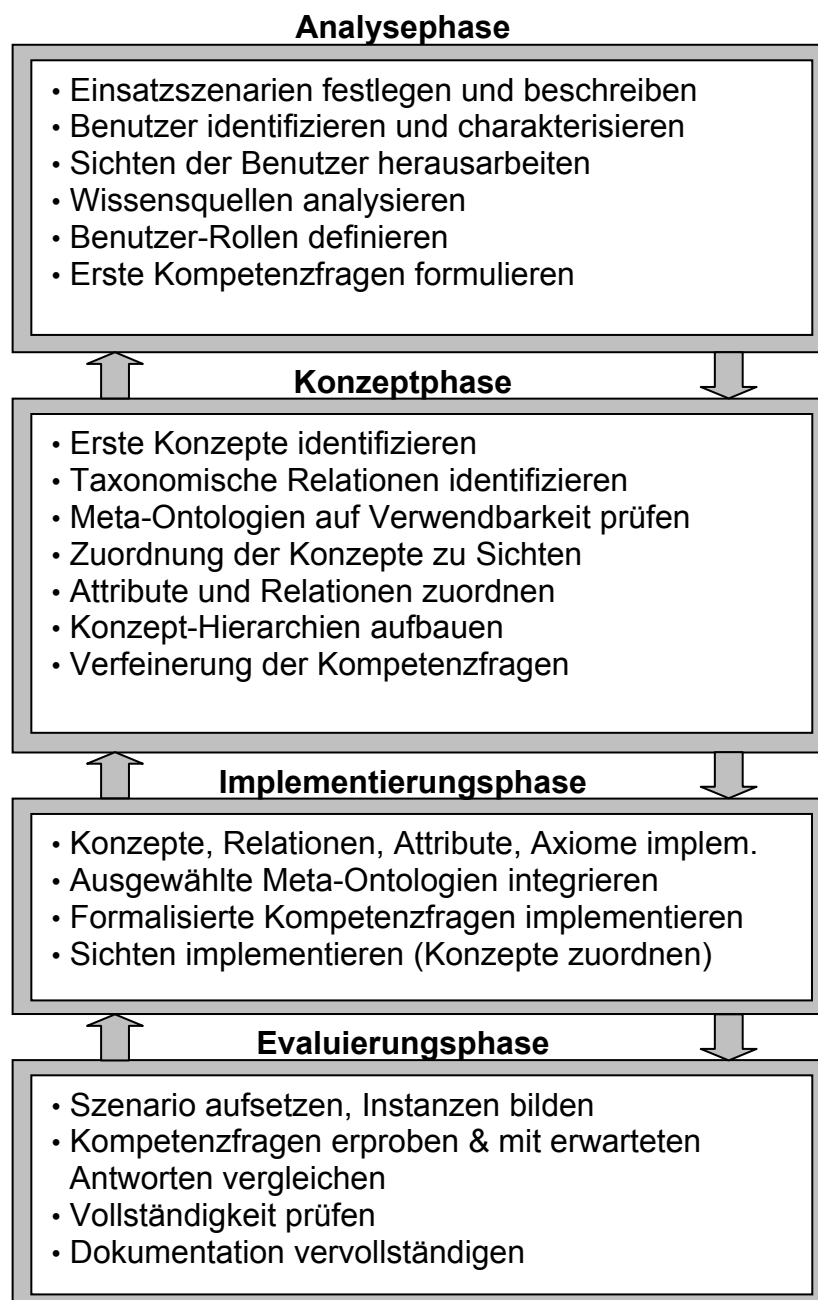 Analysephase
• Einsatzszenarien festlegen und beschreiben
• Benutzer identifizieren und charakterisieren
• Sichten der Benutzer herausarbeiten
• Wissensquellen analysieren
• Benutzer-Rollen definieren
• Erste Kompetenzfragen formulieren
Konzeptphase
• Erste Konzepte identifizieren
• Taxonomische Relationen identifizieren
• Meta-Ontologien auf Verwendbarkeit prüfen
• Zuordnung der Konzepte zu Sichten
• Attribute und Relationen zuordnen
• Konzept-Hierarchien aufbauen
• Verfeinerung der Kompetenzfragen
Implementierungsphase
• Konzepte, Relationen, Attribute, Axiome implem.
• Ausgewählte Meta-Ontologien integrieren
• Formalisierte Kompetenzfragen implementieren
• Sichten implementieren (Konzepte zuordnen)
Evaluierungsphase
• Szenario aufsetzen, Instanzen bilden
• Kompetenzfragen erproben & mit erwarteten
Antworten vergleichen
• Vollständigkeit prüfen
• Dokumentation vervollständigen